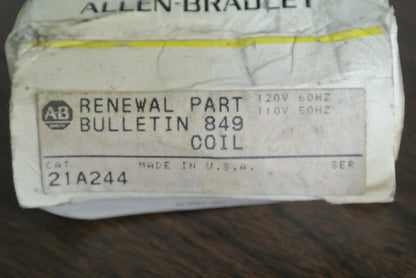 ALLEN-BRADLEY
AB
RENEWAL PART 120V 60HZ
BULLETIN 849 110V 50HZ
COIL
CAT MADE IN U.S.A. SER
21A244